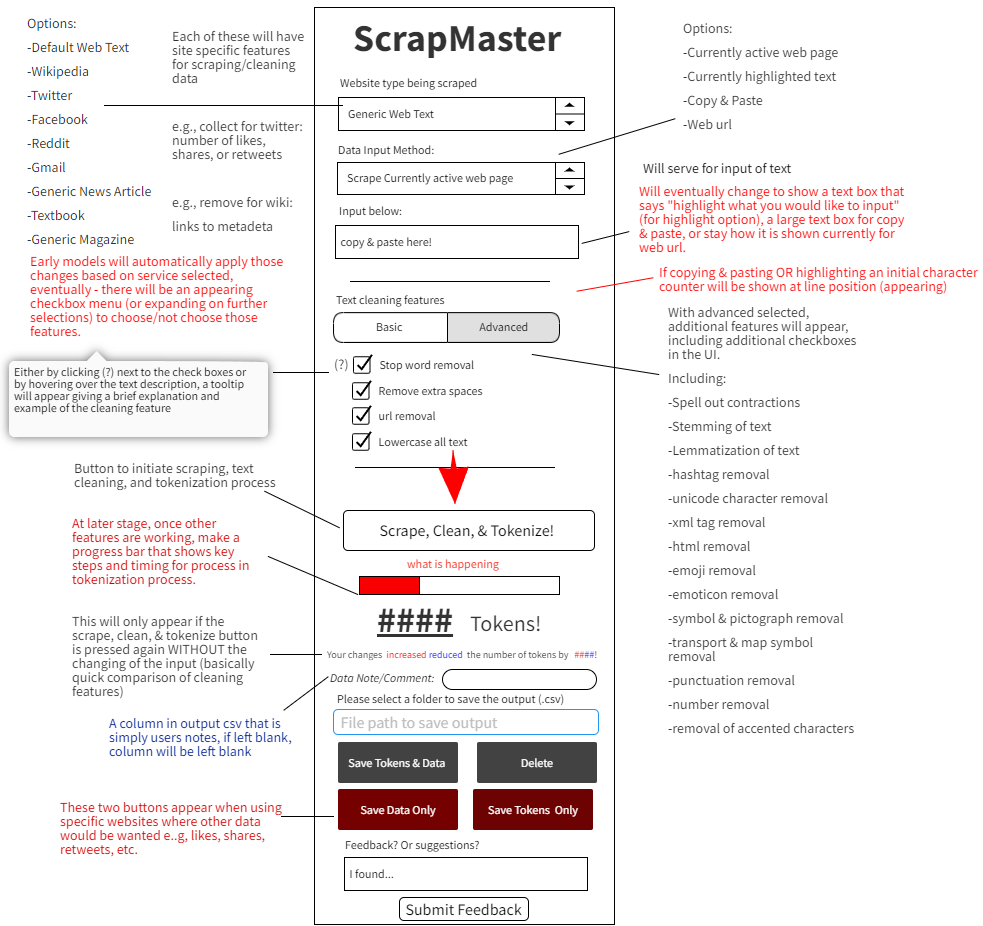 Options:
-Default Web Text
-Wikipedia
-Twitter
-Facebook
-Reddit
-Gmail
-Generic News Article
-Textbook
-Generic Magazine
Each of these will have
site specific features
for scraping/cleaning
data
e.g., collect for twitter:
number of likes,
shares, or retweets
e.g., remove for wiki:
links to metadeta
Early models will automatically apply those
changes based on service selected,
eventually - there will be an appearing
checkbox menu (or expanding on further
selections) to choose/not choose those
features.
Either by clicking (?) next to the check boxes or
by hovering over the text description, a tooltip
will appear giving a brief explanation and
example of the cleaning feature
Button to initiate scraping, text
cleaning, and tokenization process
At later stage, once other
features are working, make a
progress bar that shows key
steps and timing for process in
tokenization process.
This will only appear if the
scrape, clean, & tokenize button
is pressed again WITHOUT the
changing of the input (basically
quick comparison of cleaning
features)
A column in output csv that is
simply users notes, if left blank,
column will be left blank
These two buttons appear when using
specific websites where other data
would be wanted e..g, likes, shares,
retweets, etc.
ScrapMaster
Website type being scraped
Generic Web Text
Data Input Method:
Scrape Currently active web page
Input below:
copy & paste here!
Text cleaning features
Basic
Advanced
(?) Stop word removal
Remove extra spaces
url removal
Lowercase all text
Scrape, Clean, & Tokenize!
what is happening
#### Tokens!
Your changes increased reduced the number of tokens by ####!
Data Note/Comment:
Please select a folder to save the output (.csv)
File path to save output
Save Tokens & Data
Delete
Save Data Only
Save Tokens Only
Feedback? Or suggestions?
I found...
Submit Feedback
Options:
-Currently active web page
-Currently highlighted text
-Copy & Paste
-Web url
Will serve for input of text
Will eventually change to show a text box that
says "highlight what you would like to input"
(for highlight option), a large text box for copy
& paste, or stay how it is shown currently for
web url.
If copying & pasting OR highlighting an initial character
counter will be shown at line position (appearing)
With advanced selected,
additional features will appear,
including additional checkboxes
in the UI.
Including:
-Spell out contractions
-Stemming of text
-Lemmatization of text
-hashtag removal
-unicode character removal
-xml tag removal
-html removal
-emoji removal
-emoticon removal
-symbol & pictograph removal
-transport & map symbol
removal
-punctuation removal
-number removal
-removal of accented characters